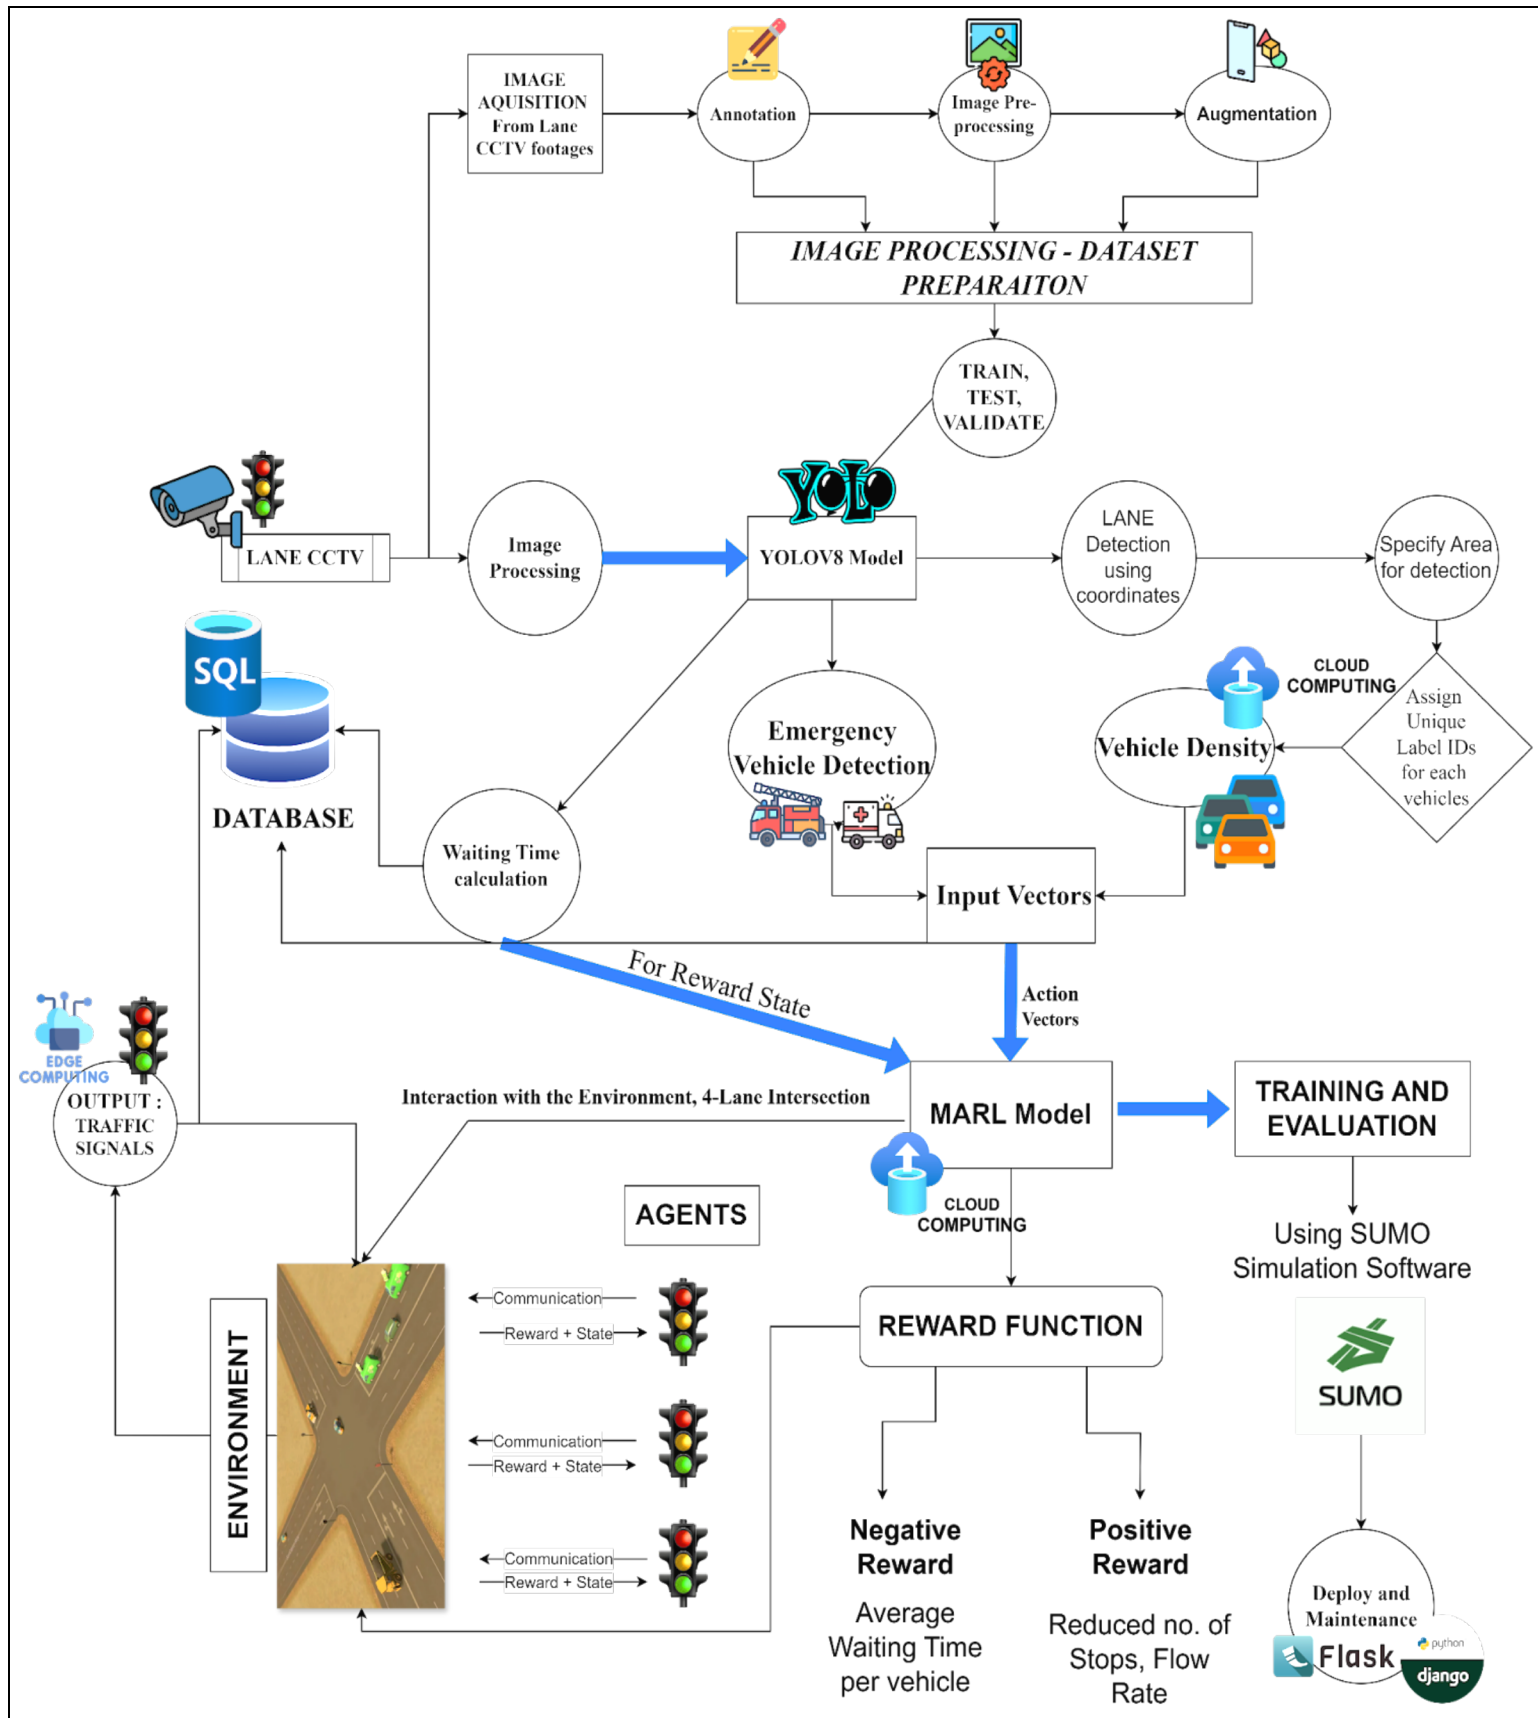 IMAGE
AQUISITION
From Lane
CCTV footages
Annotation
Image Pre-
processing
Augmentation
IMAGE PROCESSING - DATASET
PREPARAITON
TRAIN,
TEST,
VALIDATE
YOLO
LANE CCTV
Image
Processing
YOLOV8 Model
LANE
Detection
using
coordinates
Specify Area
for detection
SQL
DATABASE
Emergency
Vehicle Detection
CLOUD
COMPUTING
Vehicle Density
Assign
Unique
Label IDs
for each
vehicles
Waiting Time
calculation
Input Vectors
For Reward State
Action
Vectors
EDGE
COMPUTING
OUTPUT :
TRAFFIC
SIGNALS
Interaction with the Environment, 4-Lane Intersection
MARL Model
CLOUD
COMPUTING
TRAINING AND
EVALUATION
AGENTS
Using SUMO
Simulation Software
ENVIRONMENT
Communication
Reward + State
Communication
Reward + State
Communication
Reward + State
REWARD FUNCTION
SUMO
Negative
Reward
Average
Waiting Time
per vehicle
Positive
Reward
Reduced no. of
Stops, Flow
Rate
Deploy and
Maintenance
Flask
python
django